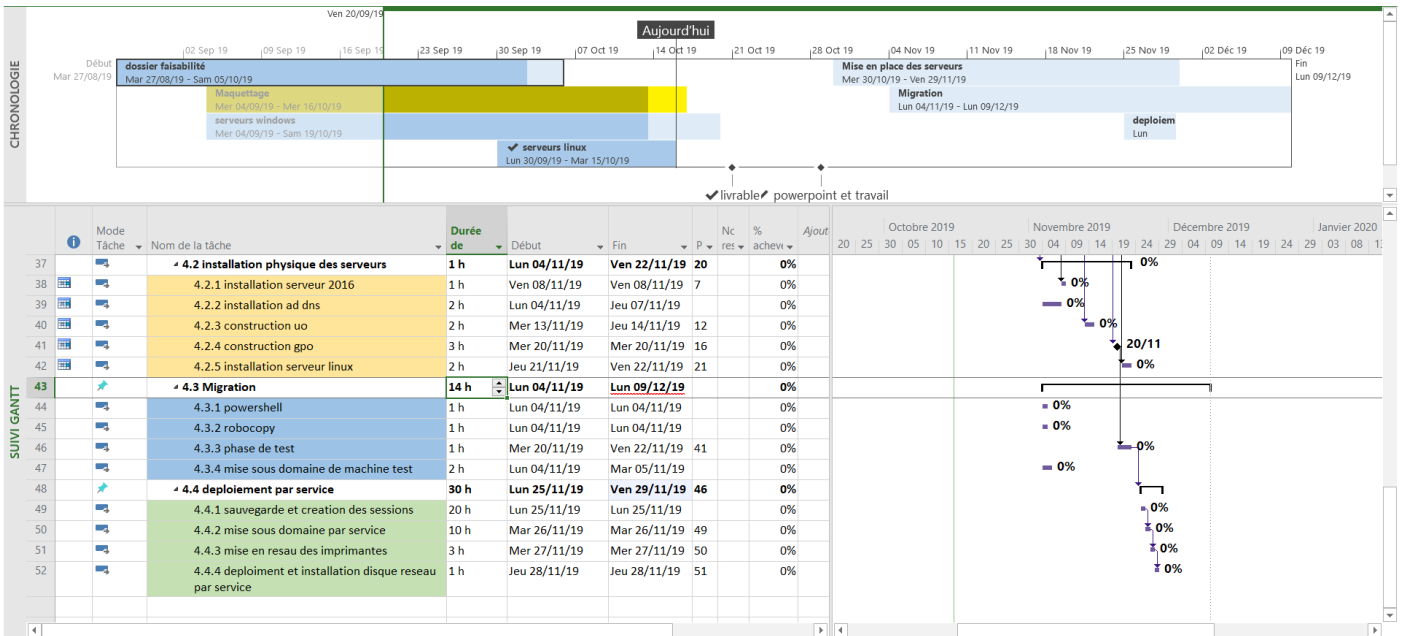 Ven 20/09/19
Aujourd'hui
02 Sep 19 09 Sep 19 16 Sep 19 23 Sep 19 30 Sep 19 07 Oct 19 14 Oct 19 21 Oct 19 28 Oct 19 04 Nov 19 11 Nov 19 18 Nov 19 25 Nov 19 02 Déc 19 09 Déc 19
CHRONOLOGIE
Début
Mar 27/08/19
dossier faisabilité
Mar 27/08/19 - Sam 05/10/19
Mise en place des serveurs
Mer 30/10/19 - Ven 29/11/19
Fin
Lun 09/12/19
Maquettage
Mer 04/09/19 - Mer 16/10/19
Migration
Lun 04/11/19 - Lun 09/12/19
serveurs windows
Mer 04/09/19 - Sam 19/10/19
deploiem
Lun
serveurs linux
Lun 30/09/19 - Mar 15/10/19
livrable powerpoint et travail
SUIVI GANTT
Mode Tâche Nom de la tâche Durée de Début Fin P Nc res % achev Ajout
Octobre 2019 Novembre 2019 Décembre 2019 Janvier 2020
20 25 30 05 10 15 20 25 30 04 09 14 19 24 29 04 09 14 19 24 29 03 08
37 4.2 installation physique des serveurs 1 h Lun 04/11/19 Ven 22/11/19 20 0% 0%
38 4.2.1 installation serveur 2016 1 h Ven 08/11/19 Ven 08/11/19 7 0% 0%
39 4.2.2 installation ad dns 2 h Lun 04/11/19 Jeu 07/11/19 0% 0%
40 4.2.3 construction uo 2 h Mer 13/11/19 Jeu 14/11/19 12 0% 0%
41 4.2.4 construction gpo 3 h Mer 20/11/19 Mer 20/11/19 16 0% 20/11
42 4.2.5 installation serveur linux 2 h Jeu 21/11/19 Ven 22/11/19 21 0% 0%
43 4.3 Migration 14 h Lun 04/11/19 Lun 09/12/19 0%
44 4.3.1 powershell 1 h Lun 04/11/19 Lun 04/11/19 0% 0%
45 4.3.2 robocopy 1 h Lun 04/11/19 Lun 04/11/19 0% 0%
46 4.3.3 phase de test 1 h Mer 20/11/19 Ven 22/11/19 41 0% 0%
47 4.3.4 mise sous domaine de machine test 2 h Lun 04/11/19 Mar 05/11/19 0% 0%
48 4.4 deploiement par service 30 h Lun 25/11/19 Ven 29/11/19 46 0%
49 4.4.1 sauvegarde et creation des sessions 20 h Lun 25/11/19 Lun 25/11/19 0% 0%
50 4.4.2 mise sous domaine par service 10 h Mar 26/11/19 Mar 26/11/19 49 0% 0%
51 4.4.3 mise en resau des imprimantes 3 h Mer 27/11/19 Mer 27/11/19 50 0% 0%
52 4.4.4 deploiment et installation disque reseau 1 h Jeu 28/11/19 Jeu 28/11/19 51 0% 0%
par service